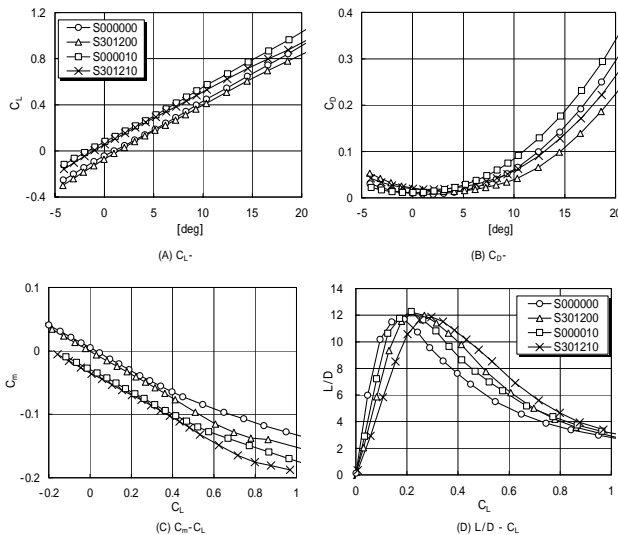 1.2
0.8
0.4
0
-0.4
C_L
S000000
S301200
S000010
S301210
-5 0 5 10 15 20
[deg]
(A) C_L-
0.4
0.3
0.2
0.1
0
C_D
-5 0 5 10 15 20
[deg]
(B) C_D-
0.1
0
-0.1
-0.2
C_m
-0.2 0 0.2 0.4 0.6 0.8 1
C_L
(C) C_m-C_L
14
12
10
8
6
4
2
0
L/D
S000000
S301200
S000010
S301210
0 0.2 0.4 0.6 0.8 1
C_L
(D) L/D - C_L